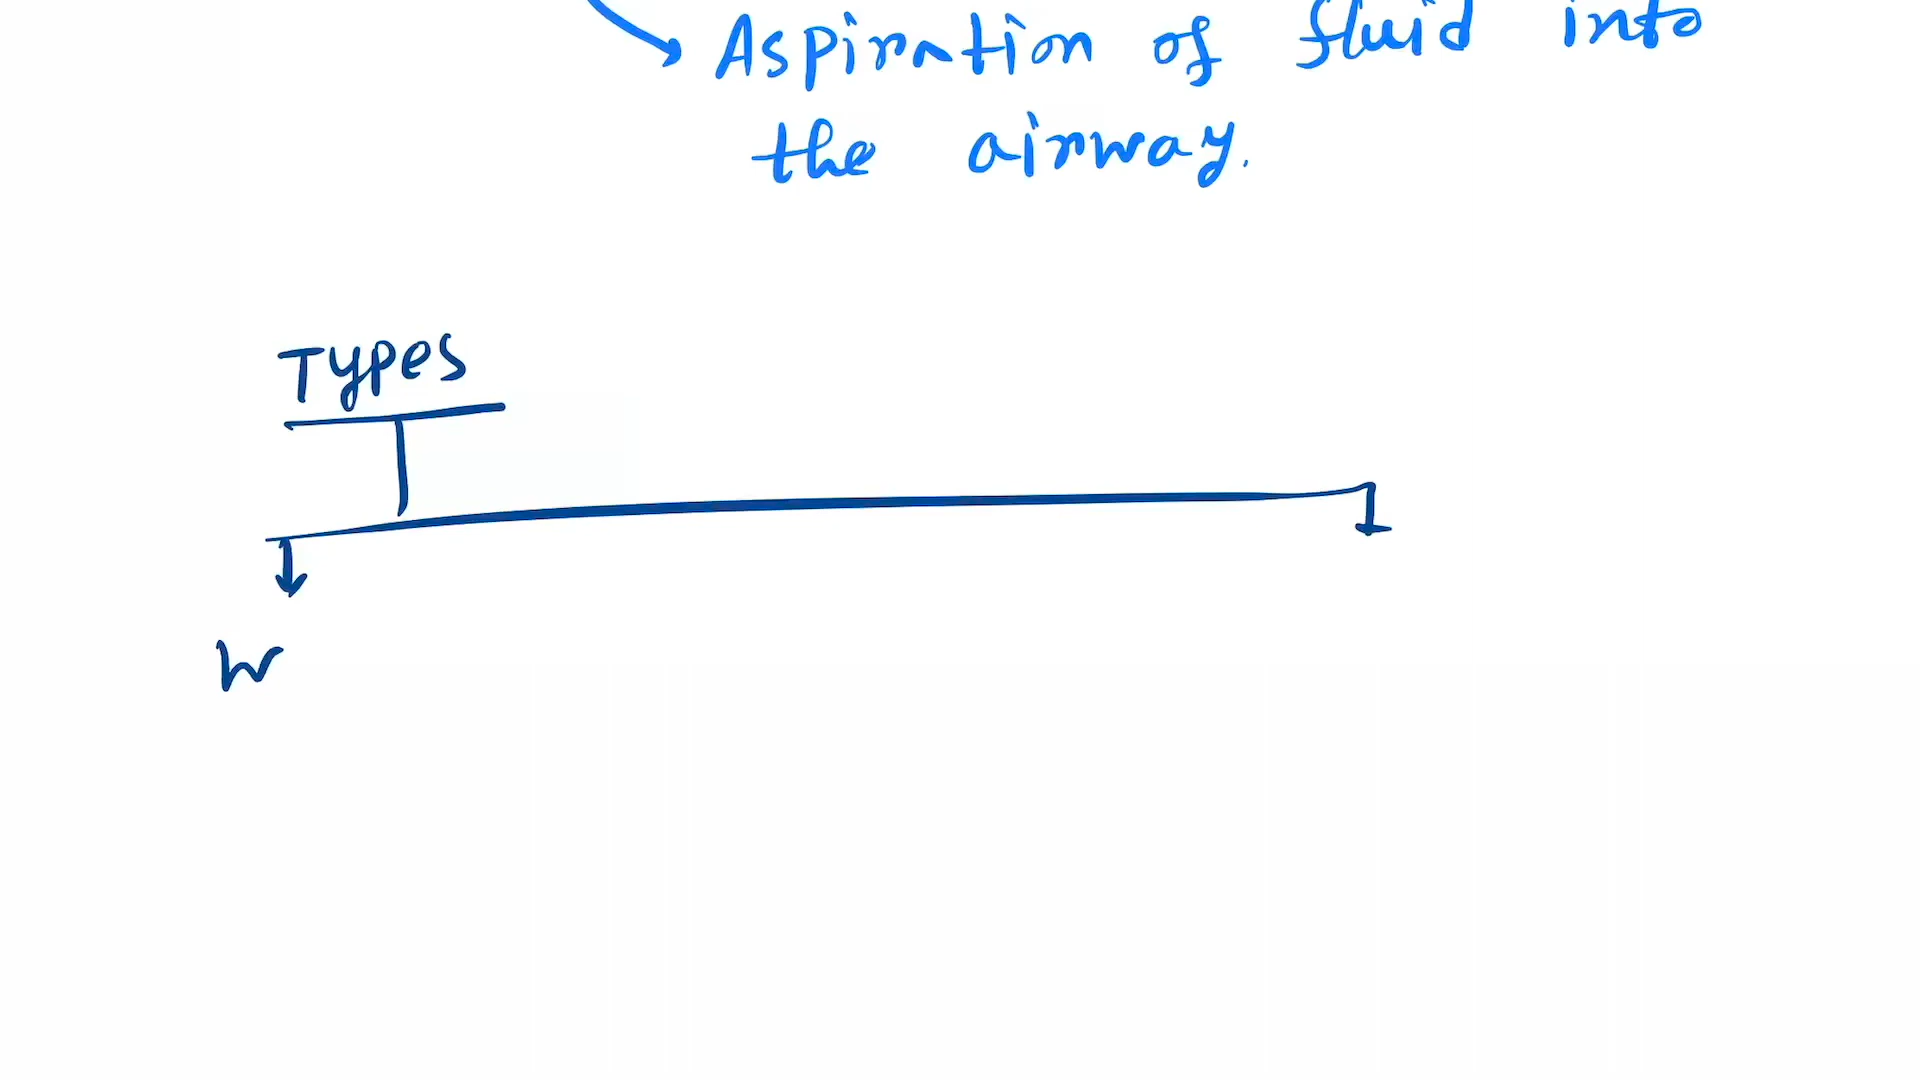 Aspiration of fluid into
the airway.
Types
W